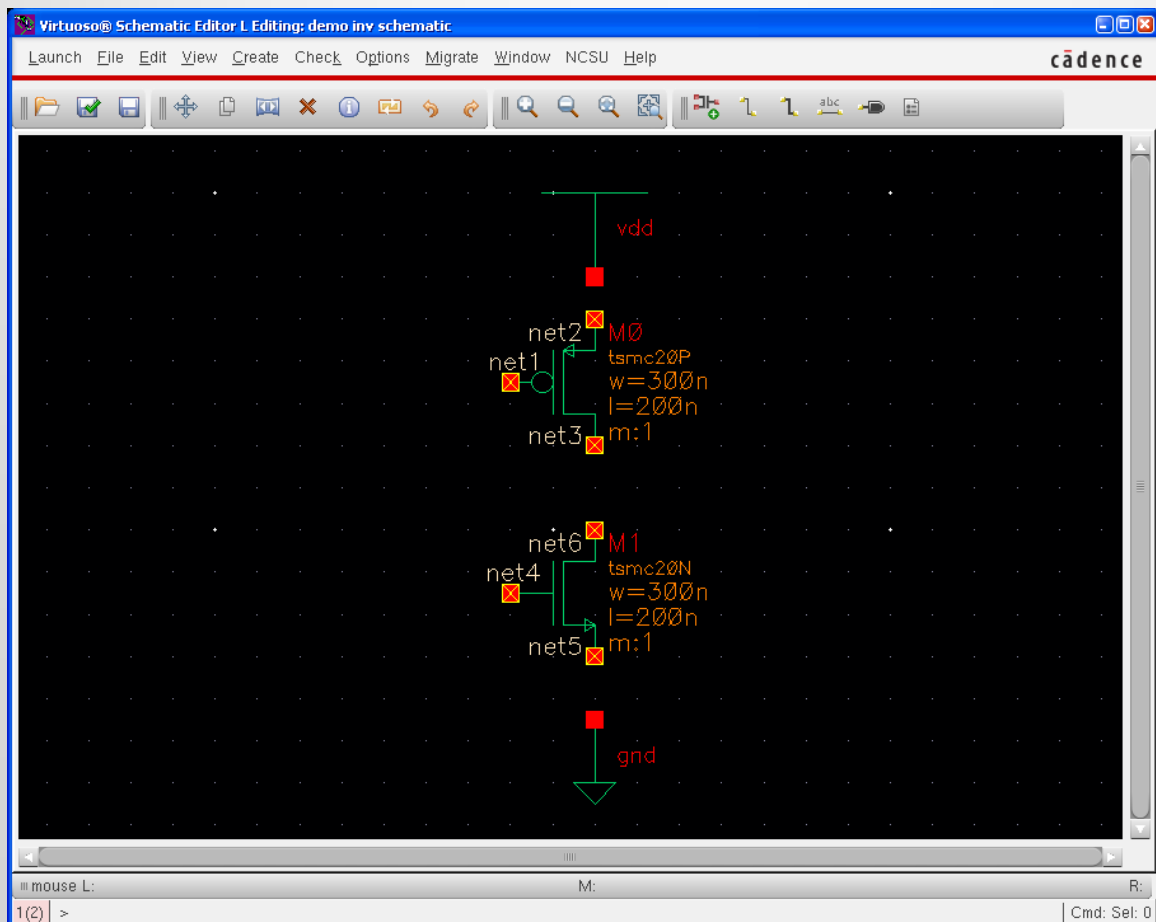 Virtuoso® Schematic Editor L Editing: demo inv schematic
Launch File Edit View Create Check Options Migrate Window NCSU Help
cādence
abc
vdd
net2 M0
net1 tsmc20P
w=300n
l=200n
net3 m:1
net6 M1
net4 tsmc20N
w=300n
l=200n
net5 m:1
gnd
mouse L: M: R:
1(2) > Cmd: Sel: 0